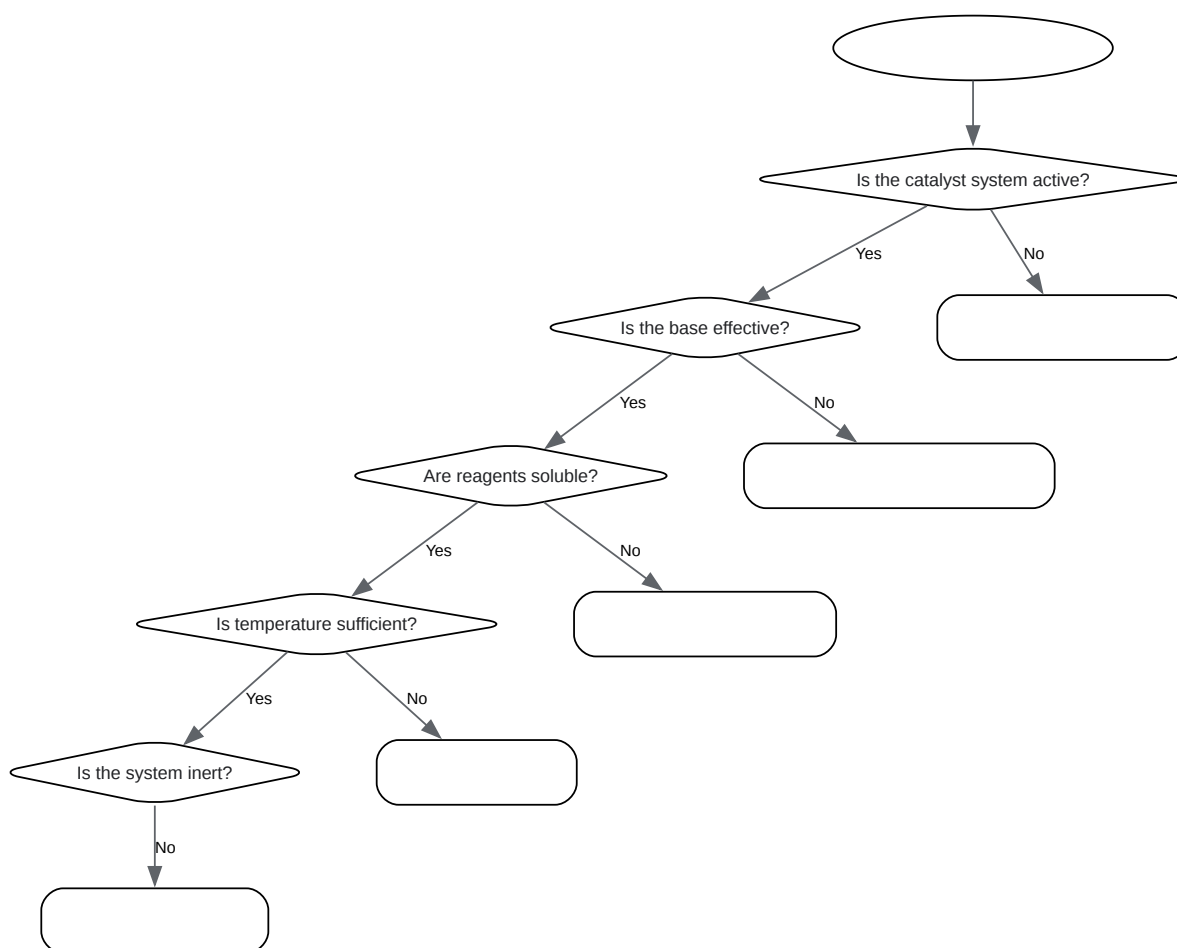 Is the catalyst system active?
Yes
No
Is the base effective?
Yes
No
Are reagents soluble?
Yes
No
Is temperature sufficient?
Yes
No
Is the system inert?
No